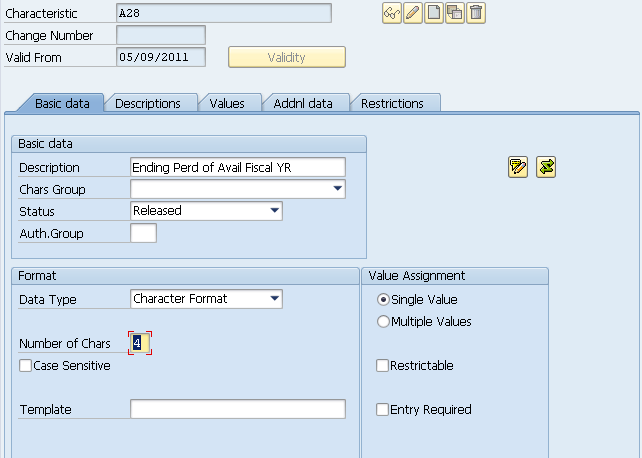 Characteristic A28
Change Number
Valid From 05/09/2011 Validity
Basic data Descriptions Values Addnl data Restrictions
Basic data
Description Ending Perd of Avail Fiscal YR
Chars Group
Status Released
Auth.Group
Format Value Assignment
Data Type Character Format Single Value
Multiple Values
Number of Chars 4
Case Sensitive Restrictable
Template Entry Required